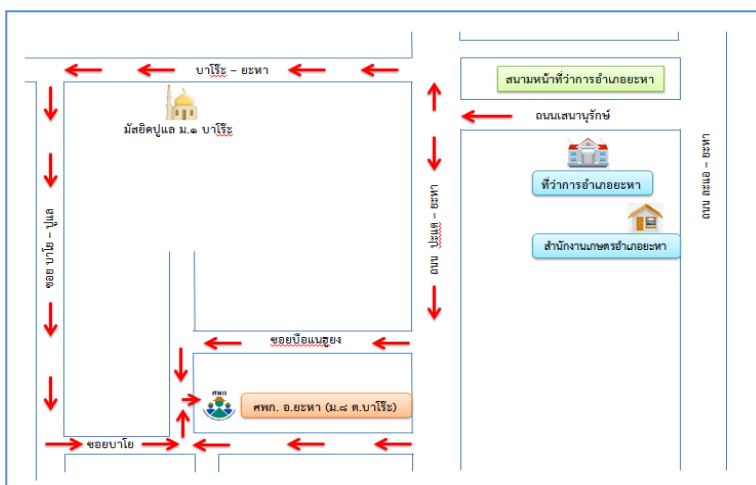 บาโร๊ะ – ยะหา
สนามหน้าที่ว่าการอำเภอยะหา
ถนนเสนานุรักษ์
มัสยิดปูแล ม.๑ บาโร๊ะ
ที่ว่าการอำเภอยะหา
สำนักงานเกษตรอำเภอยะหา
ถนน ละแอ – ยะหา
ถนน ปะแต – ยะหา
ซอย บาโย – ปูแล
ซอยบือแนฮูยง
ศพก
ศพก. อ.ยะหา (ม.๘ ต.บาโร๊ะ)
ซอยบาโย